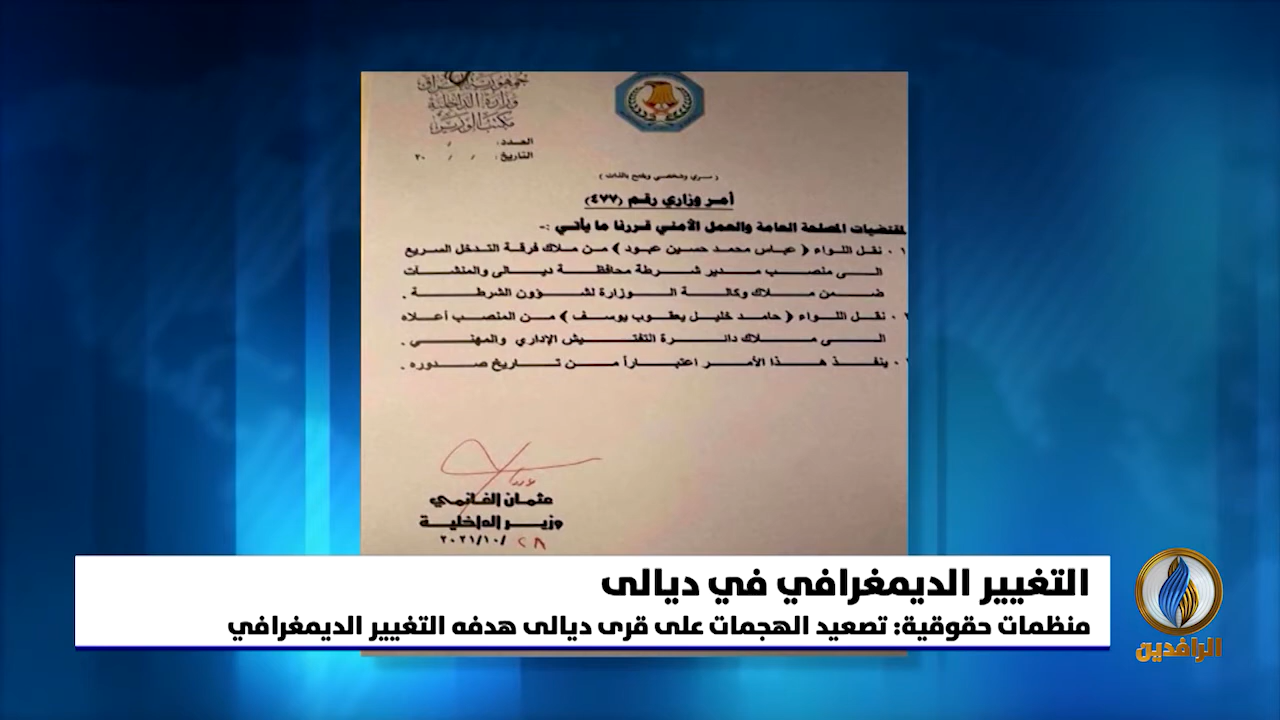 جمهورية العراق
وزارة الداخلية
مكتب الوزير
العدد : /
التاريخ : / / ٢٠
( سري وشخصي ويفتح بالذات )
أمر وزاري رقم (٤٧٧)
لمقتضيات المصلحة العامة والعمل الأمني قررنا ما يأتي :-
١ . نقل اللواء ( عباس محمد حسين عبود ) من ملاك فرقة التدخل السريع
الى منصب مدير شرطة محافظة ديالى والمنشآت
ضمن ملاك وكالة الوزارة لشؤون الشرطة .
٢ . نقل اللواء ( حامد خليل يعقوب يوسف ) من المنصب أعلاه
الى ملاك دائرة التفتيش الإداري والمهني .
. ينفذ هذا الأمر اعتباراً من تاريخ صدوره .
عثمان الغانمي
وزير الداخلية
٢٠٢١/١٠/ ٢٨
التغيير الديمغرافي في ديالى
منظمات حقوقية: تصعيد الهجمات على قرى ديالى هدفه التغيير الديمغرافي
الرافدين